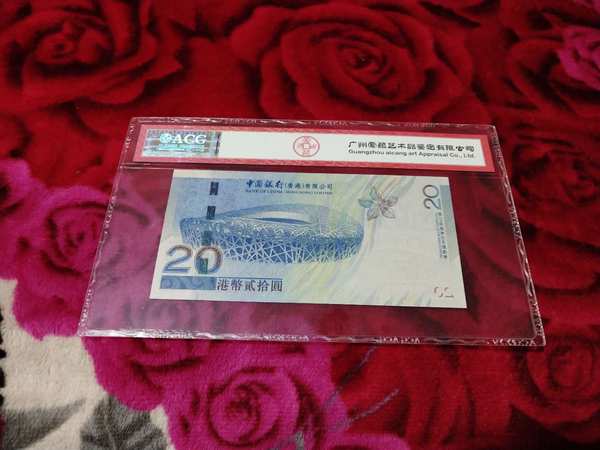 ACG
广州爱藏艺术品鉴定有限公司
Guangzhou aicang art Appraisal Co., Ltd.
中國銀行(香港)有限公司
BANK OF CHINA (HONG KONG) LIMITED
20
20
港幣貳拾圓